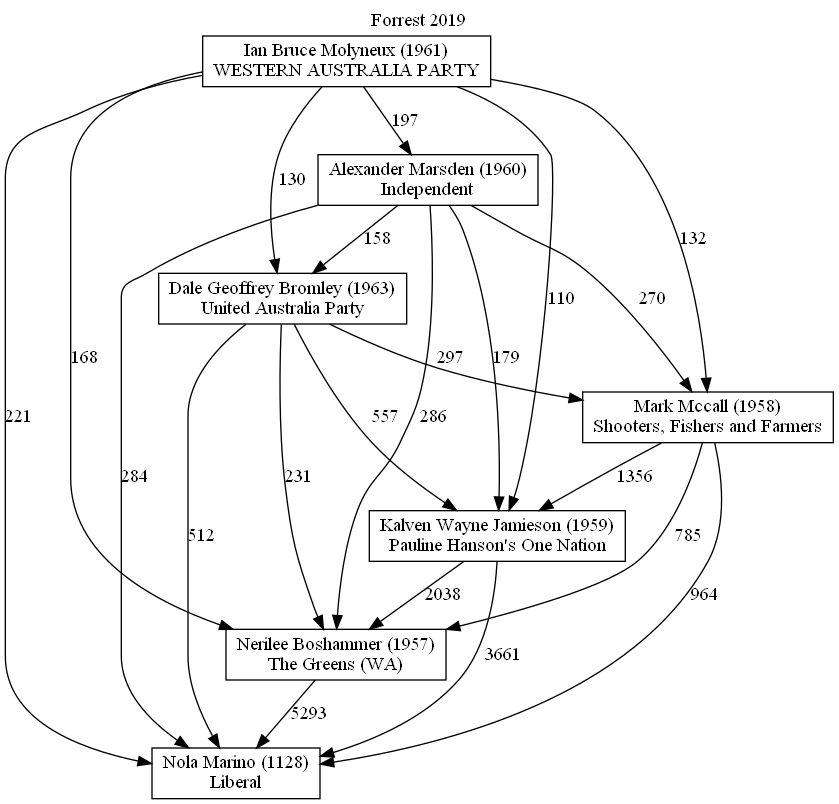 Forrest 2019
Ian Bruce Molyneux (1961)
WESTERN AUSTRALIA PARTY
197
Alexander Marsden (1960)
Independent
130
158
132
Dale Geoffrey Bromley (1963)
United Australia Party
110
270
168
297
179
Mark Mccall (1958)
Shooters, Fishers and Farmers
221
557
286
284
231
1356
512
Kalven Wayne Jamieson (1959)
Pauline Hanson's One Nation
785
2038
964
Nerilee Boshammer (1957)
The Greens (WA)
3661
5293
Nola Marino (1128)
Liberal